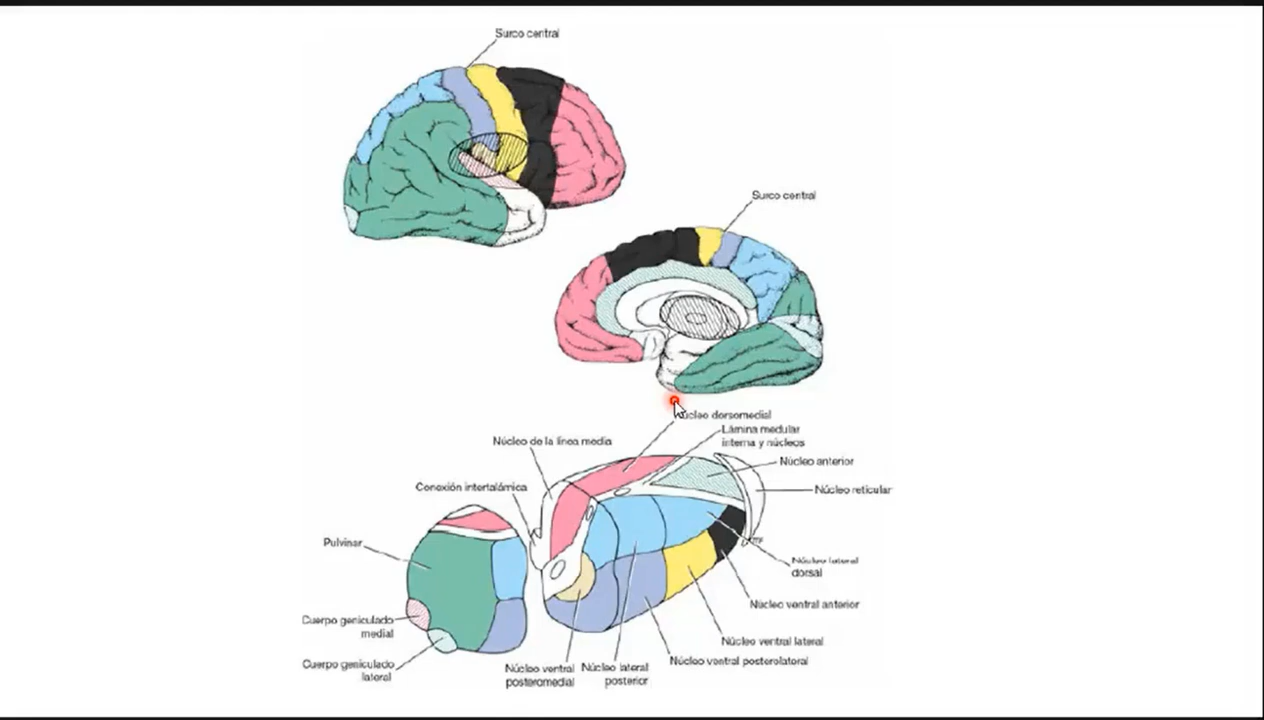 Surco central
Surco central
Núcleo dorsomedial
Lámina medular
interna y núcleos
Núcleo de la línea media
Núcleo anterior
Conexión intertalámica
Núcleo reticular
Pulvinar
Núcleo lateral
dorsal
Núcleo ventral anterior
Cuerpo geniculado
medial
Núcleo ventral lateral
Núcleo ventral posterolateral
Cuerpo geniculado
lateral
Núcleo ventral
posteromedial
Núcleo lateral
posterior